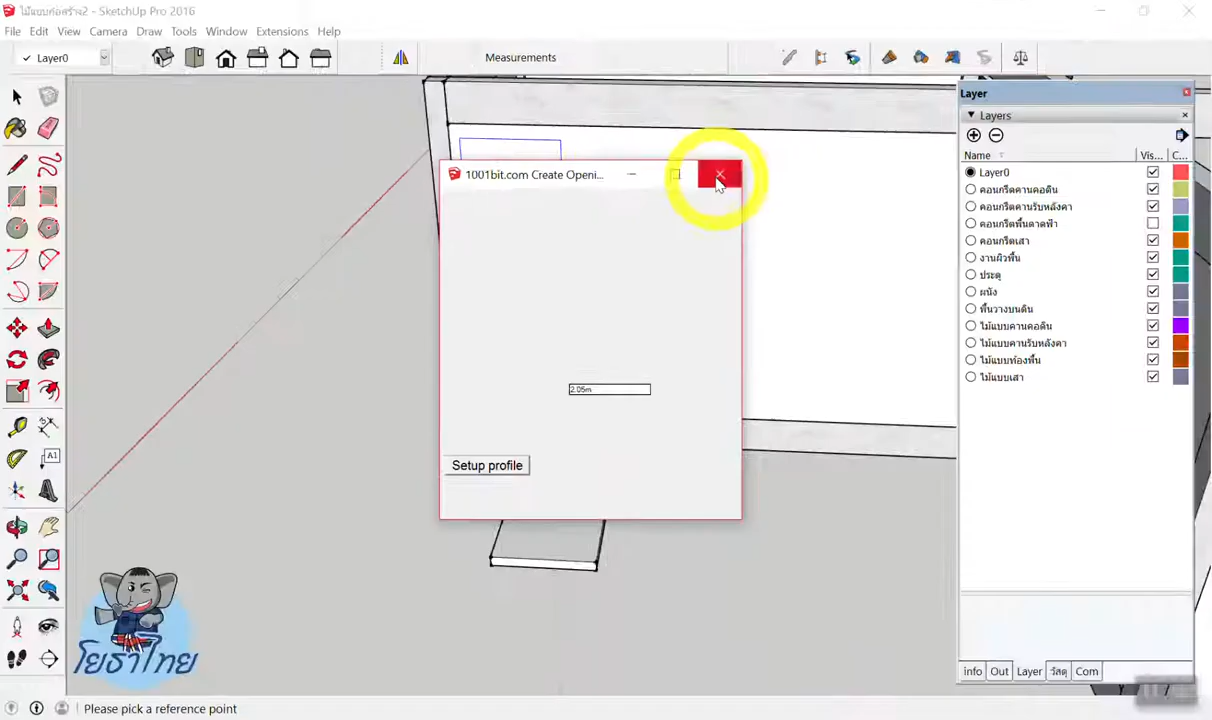 ไม้แบบก่อสร้าง2 - SketchUp Pro 2016
File Edit View Camera Draw Tools Window Extensions Help
Layer0
Measurements
Layer
Layers
Name Vis... C...
Layer0
คอนกรีตคานคอดิน
คอนกรีตคานรับหลังคา
คอนกรีตพื้นดาดฟ้า
คอนกรีตเสา
งานผิวพื้น
ประตู
ผนัง
พื้นวางบนดิน
ไม้แบบคานคอดิน
ไม้แบบคานรับหลังคา
ไม้แบบท้องพื้น
ไม้แบบเสา
1001bit.com Create Openi...
2.05m
Setup profile
A1
โยธาไทย
info Out Layer วัสดุ Com
Please pick a reference point